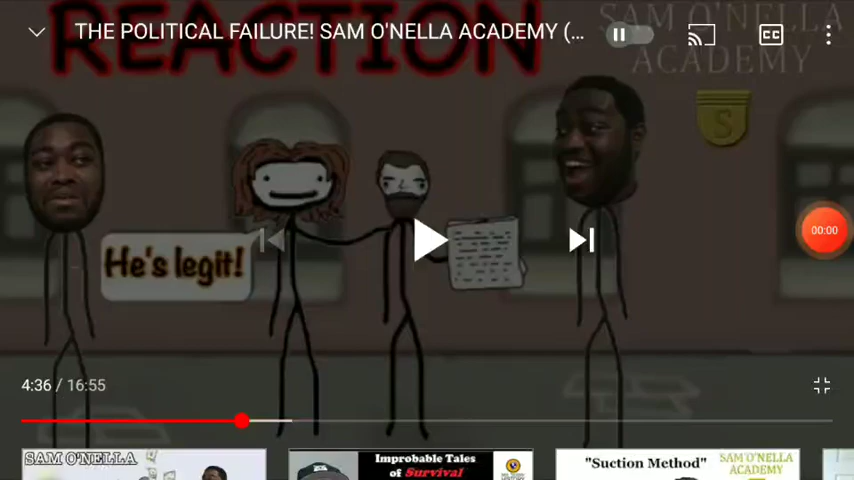 THE POLITICAL FAILURE! SAM O'NELLA ACADEMY (...
CC
REACTION
SAM O'NELLA
ACADEMY
S
He's legit!
00:00
4:36 / 16:55
SAM O'NELLA
Improbable Tales
of Survival
"Suction Method"
SAM O'NELLA
ACADEMY